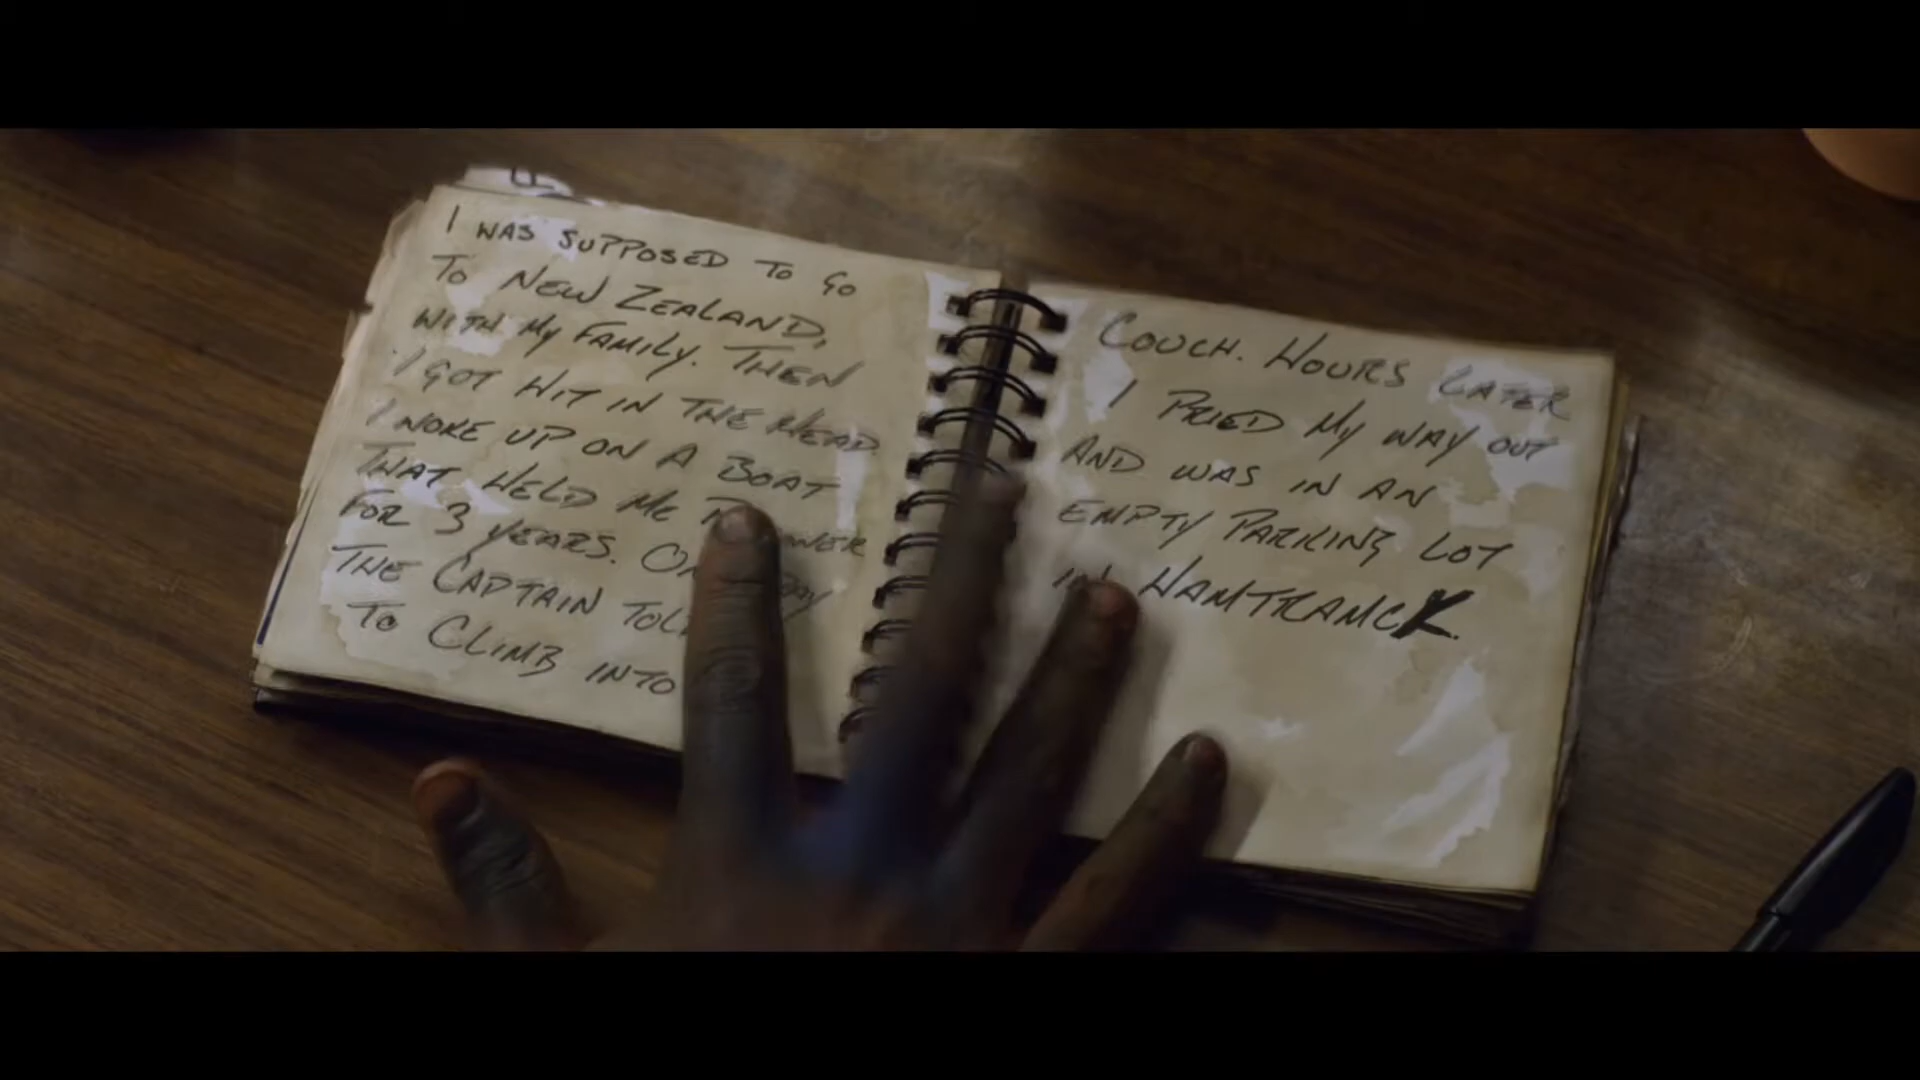 I WAS SUPPOSED TO GO
TO NEW ZEALAND,
WITH MY FAMILY. THEN
I GOT HIT IN THE HEAD
I WOKE UP ON A BOAT
THAT HELD ME
FOR 3 YEARS.
THE CAPTAIN
TO CLIMB INTO
COUCH. HOURS LATER
I PRIED MY WAY OUT
AND WAS IN AN
EMPTY PARKING LOT
IN HAMTRAMCK.